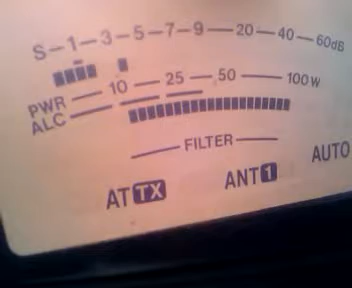 S-1-3-5-7-9-20-40-60dB
PWR-10-25-50-100W
ALC
FILTER
AT TX ANT 1 AUTO